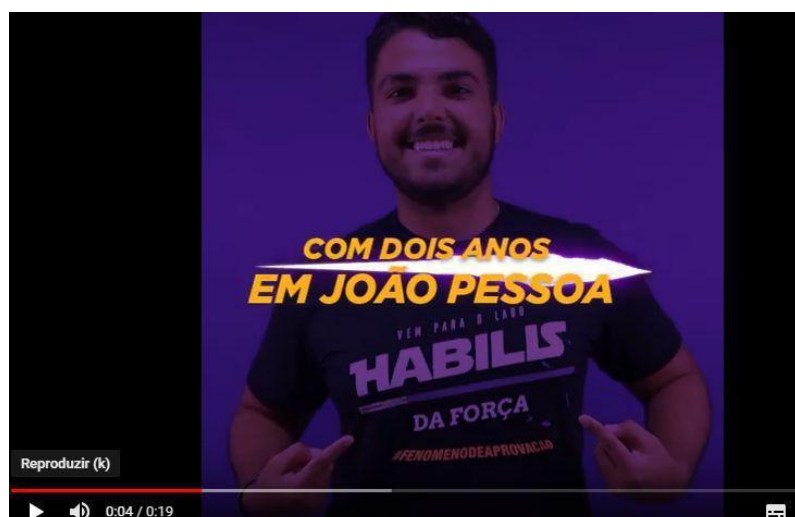 COM DOIS ANOS
EM JOÃO PESSOA
VEM PARA O LADO
HABILIS
DA FORÇA
#FENOMENODEAPROVACAO
Reproduzir (k)
0:04 / 0:19